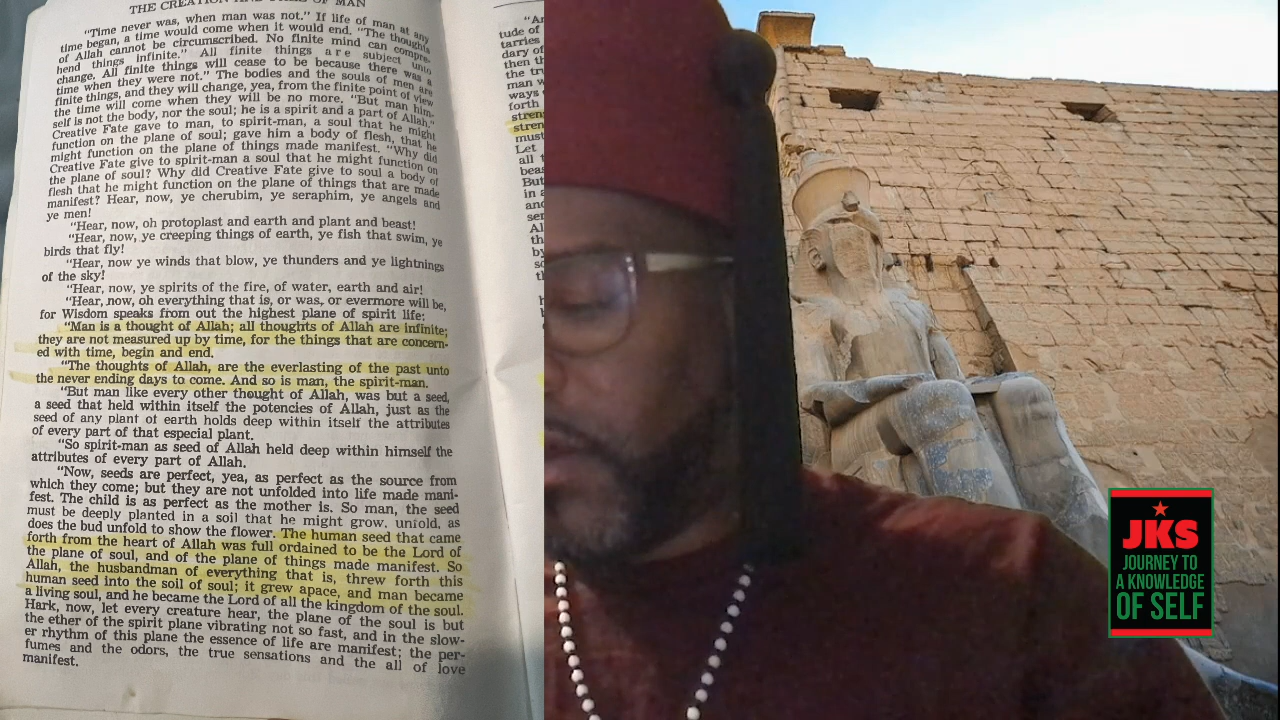 THE CREATION AND FALL OF MAN
"Time never was, when man was not." If life of man at any
time began, a time would come when it would end. "The thoughts
of Allah cannot be circumscribed. No finite mind can compre-
hend things infinite." All finite things are subject unto
change. All finite things will cease to be because there was a
time when they were not." The bodies and the souls of men are
finite things, and they will change, yea, from the finite point of view
the time will come when they will be no more. "But man him-
self is not the body, nor the soul; he is a spirit and a part of Allah."
Creative Fate gave to man, to spirit-man, a soul that he might
function on the plane of soul; gave him a body of flesh, that he
might function on the plane of things made manifest. "Why did
Creative Fate give to spirit-man a soul that he might function on
the plane of soul? Why did Creative Fate give to soul a body of
flesh that he might function on the plane of things that are made
manifest? Hear, now, ye cherubim, ye seraphim, ye angels and
ye men!
"Hear, now, oh protoplast and earth and plant and beast!
"Hear, now, ye creeping things of earth, ye fish that swim, ye
birds that fly!
"Hear, now ye winds that blow, ye thunders and ye lightnings
of the sky!
"Hear, now, ye spirits of the fire, of water, earth and air!
"Hear, now, oh everything that is, or was, or evermore will be,
for Wisdom speaks from out the highest plane of spirit life:
"Man is a thought of Allah; all thoughts of Allah are infinite;
they are not measured up by time, for the things that are concern-
ed with time, begin and end.
"The thoughts of Allah, are the everlasting of the past unto
the never ending days to come. And so is man, the spirit-man.
"But man like every other thought of Allah, was but a seed,
a seed that held within itself the potencies of Allah, just as the
seed of any plant of earth holds deep within itself the attributes
of every part of that especial plant.
"So spirit-man as seed of Allah held deep within himself the
attributes of every part of Allah.
"Now, seeds are perfect, yea, as perfect as the source from
which they come; but they are not unfolded into life made mani-
fest. The child is as perfect as the mother is. So man, the seed
must be deeply planted in a soil that he might grow, unfold, as
does the bud unfold to show the flower. The human seed that came
forth from the heart of Allah was full ordained to be the Lord of
the plane of soul, and of the plane of things made manifest. So
Allah, the husbandman of everything that is, threw forth this
human seed into the soil of soul; it grew apace, and man became
a living soul, and he became the Lord of all the kingdom of the soul.
Hark, now, let every creature hear, the plane of the soul is but
the ether of the spirit plane vibrating not so fast, and in the slow-
er rhythm of this plane the essence of life are manifest; the per-
fumes and the odors, the true sensations and the all of love
manifest.
tude of
tarries
dary of
then th
the tru
man w
ways
forth
stren
stren
must
Let
all t
beas
But
in a
and
ser
Al
th
by
JKS
JOURNEY TO
A KNOWLEDGE
OF SELF